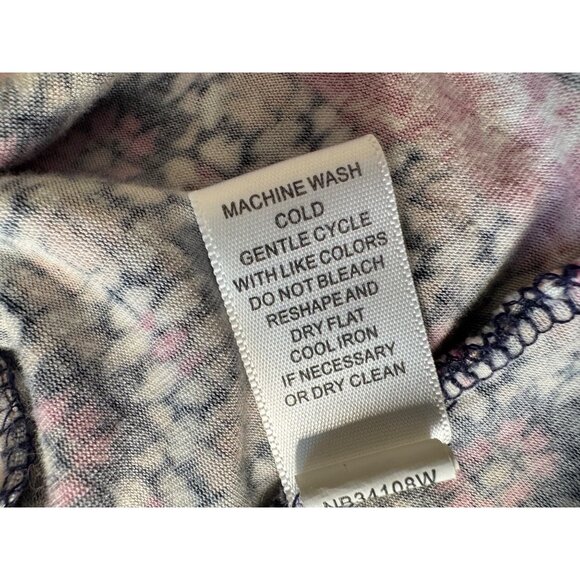 MACHINE WASH
COLD
GENTLE CYCLE
WITH LIKE COLORS
DO NOT BLEACH
RESHAPE AND
DRY FLAT
COOL IRON
IF NECESSARY
OR DRY CLEAN
NB34108W